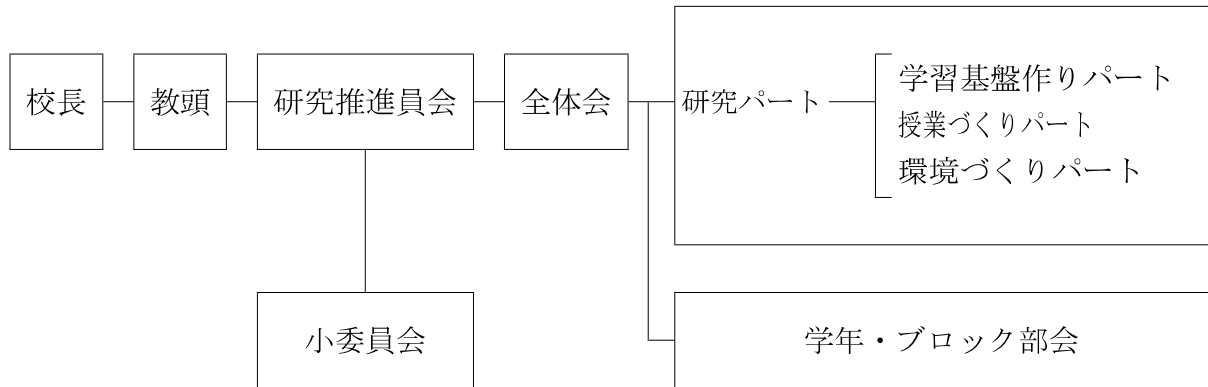 校長
教頭
研究推進員会
全体会
研究パート
学習基盤作りパート
授業づくりパート
環境づくりパート
小委員会
学年・ブロック部会